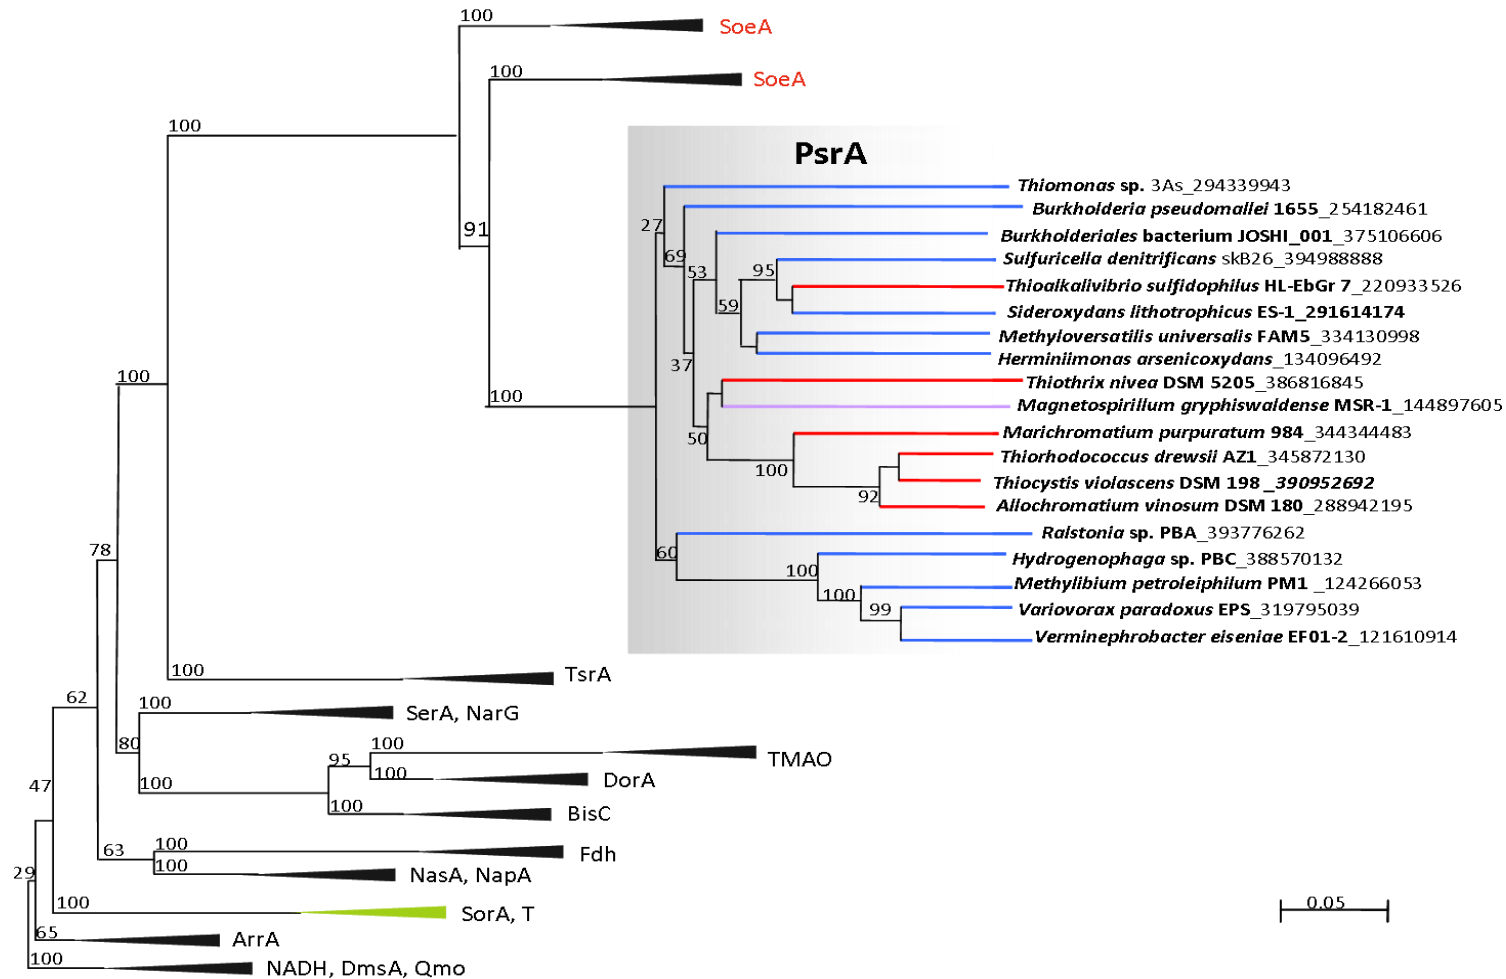 100
SoeA
100
SoeA
100
PsrA
Thiomonas sp. 3As_294339943
Burkholderia pseudomallei 1655_254182461
27
91
Burkholderiales bacterium JOSHI_001_375106606
69
Sulfuricella denitrificans skB26_394988888
53
95
Thioalkalivibrio sulfidophilus HL-EbGr 7_220933526
59
Sideroxydans lithotrophicus ES-1_291614174
Methyloversatilis universalis FAM5_334130998
Herminiimonas arsenicoxydans_134096492
37
100
Thiothrix nivea DSM 5205_386816845
100
Magnetospirillum gryphiswaldense MSR-1_144897605
50
Marichromatium purpuratum 984_344344483
Thiorhodococcus drewsii AZ1_345872130
100
Thiocystis violascens DSM 198_390952692
92
Allochromatium vinosum DSM 180_288942195
Ralstonia sp. PBA_393776262
78
60
Hydrogenophaga sp. PBC_388570132
100
Methylibium petroleiphilum PM1 _124266053
100
Variovorax paradoxus EPS_319795039
99
Verminephrobacter eiseniae EF01-2_121610914
100
TsrA
62
100
SerA, NarG
80
100
TMAO
95
100
DorA
47
100
100
BisC
63
100
Fdh
100
NasA, NapA
29
100
SorA, T
0.05
65
ArrA
100
NADH, DmsA, Qmo